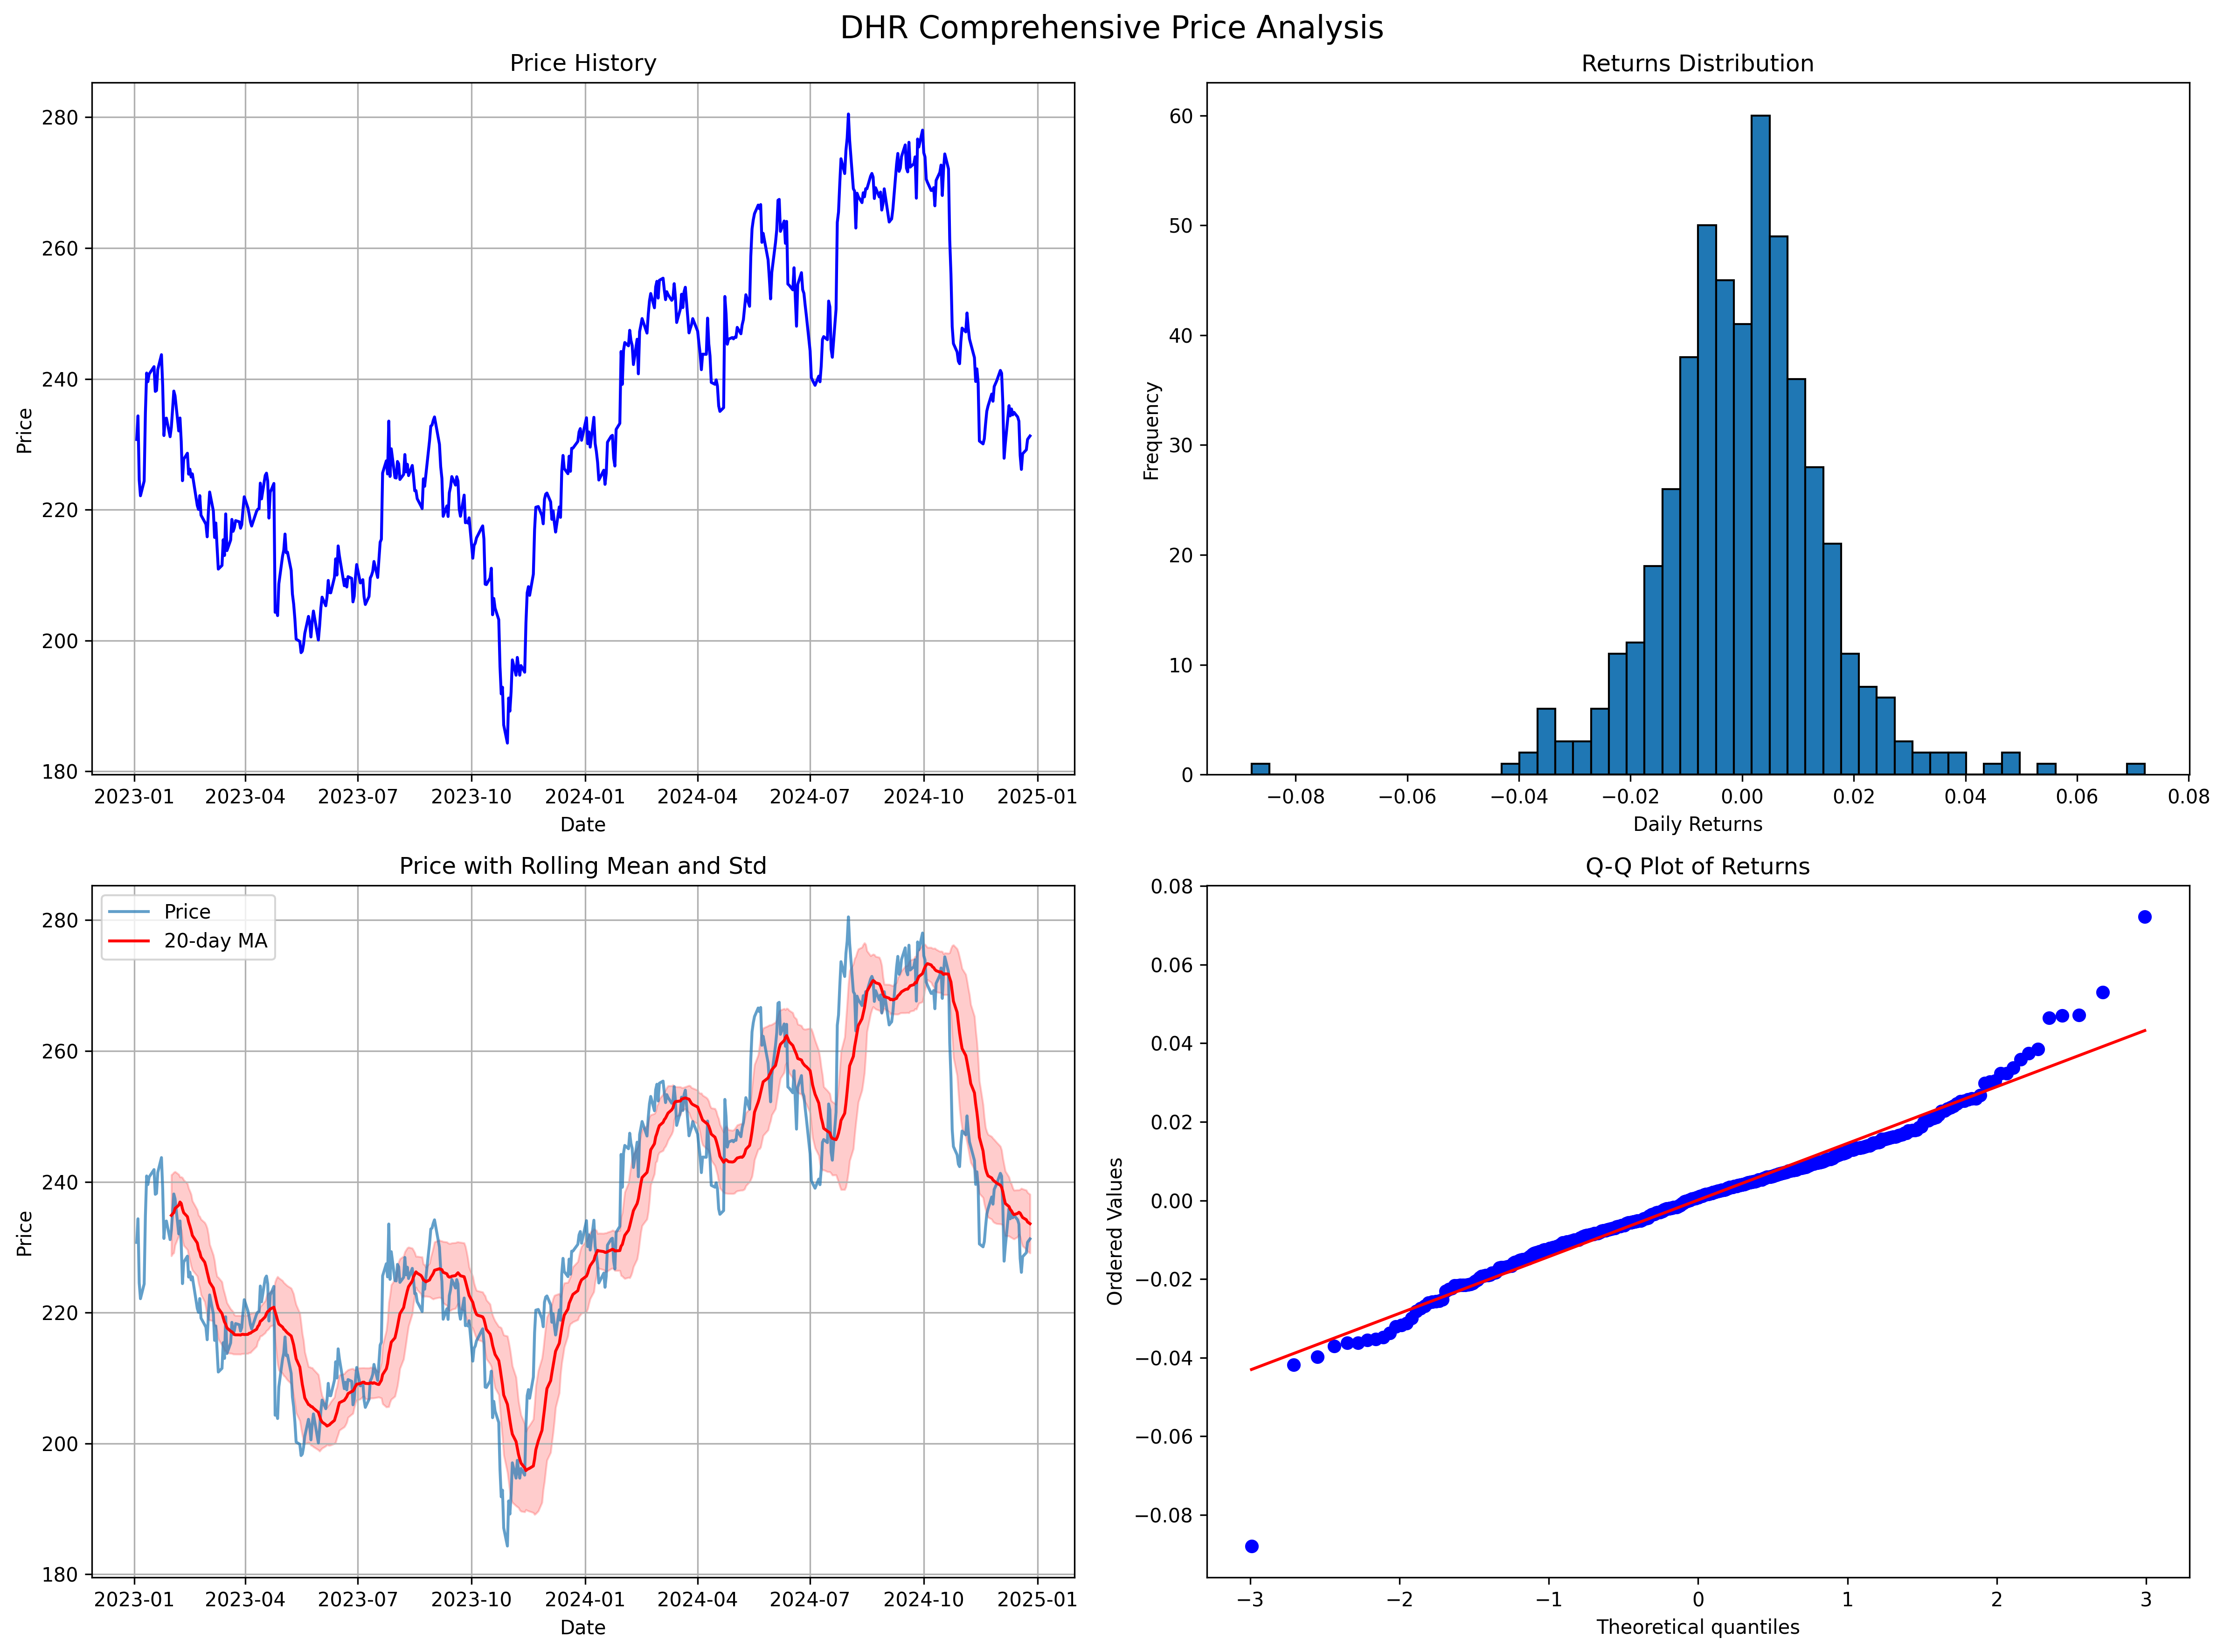 DHR Comprehensive Price Analysis
Price History
Price
280
260
240
220
200
180
2023-01 2023-04 2023-07 2023-10 2024-01 2024-04 2024-07 2024-10 2025-01
Date
Returns Distribution
Frequency
60
50
40
30
20
10
0
−0.08 −0.06 −0.04 −0.02 0.00 0.02 0.04 0.06 0.08
Daily Returns
Price with Rolling Mean and Std
Price
20-day MA
Price
280
260
240
220
200
180
2023-01 2023-04 2023-07 2023-10 2024-01 2024-04 2024-07 2024-10 2025-01
Date
Q-Q Plot of Returns
Ordered Values
0.08
0.06
0.04
0.02
0.00
−0.02
−0.04
−0.06
−0.08
−3 −2 −1 0 1 2 3
Theoretical quantiles